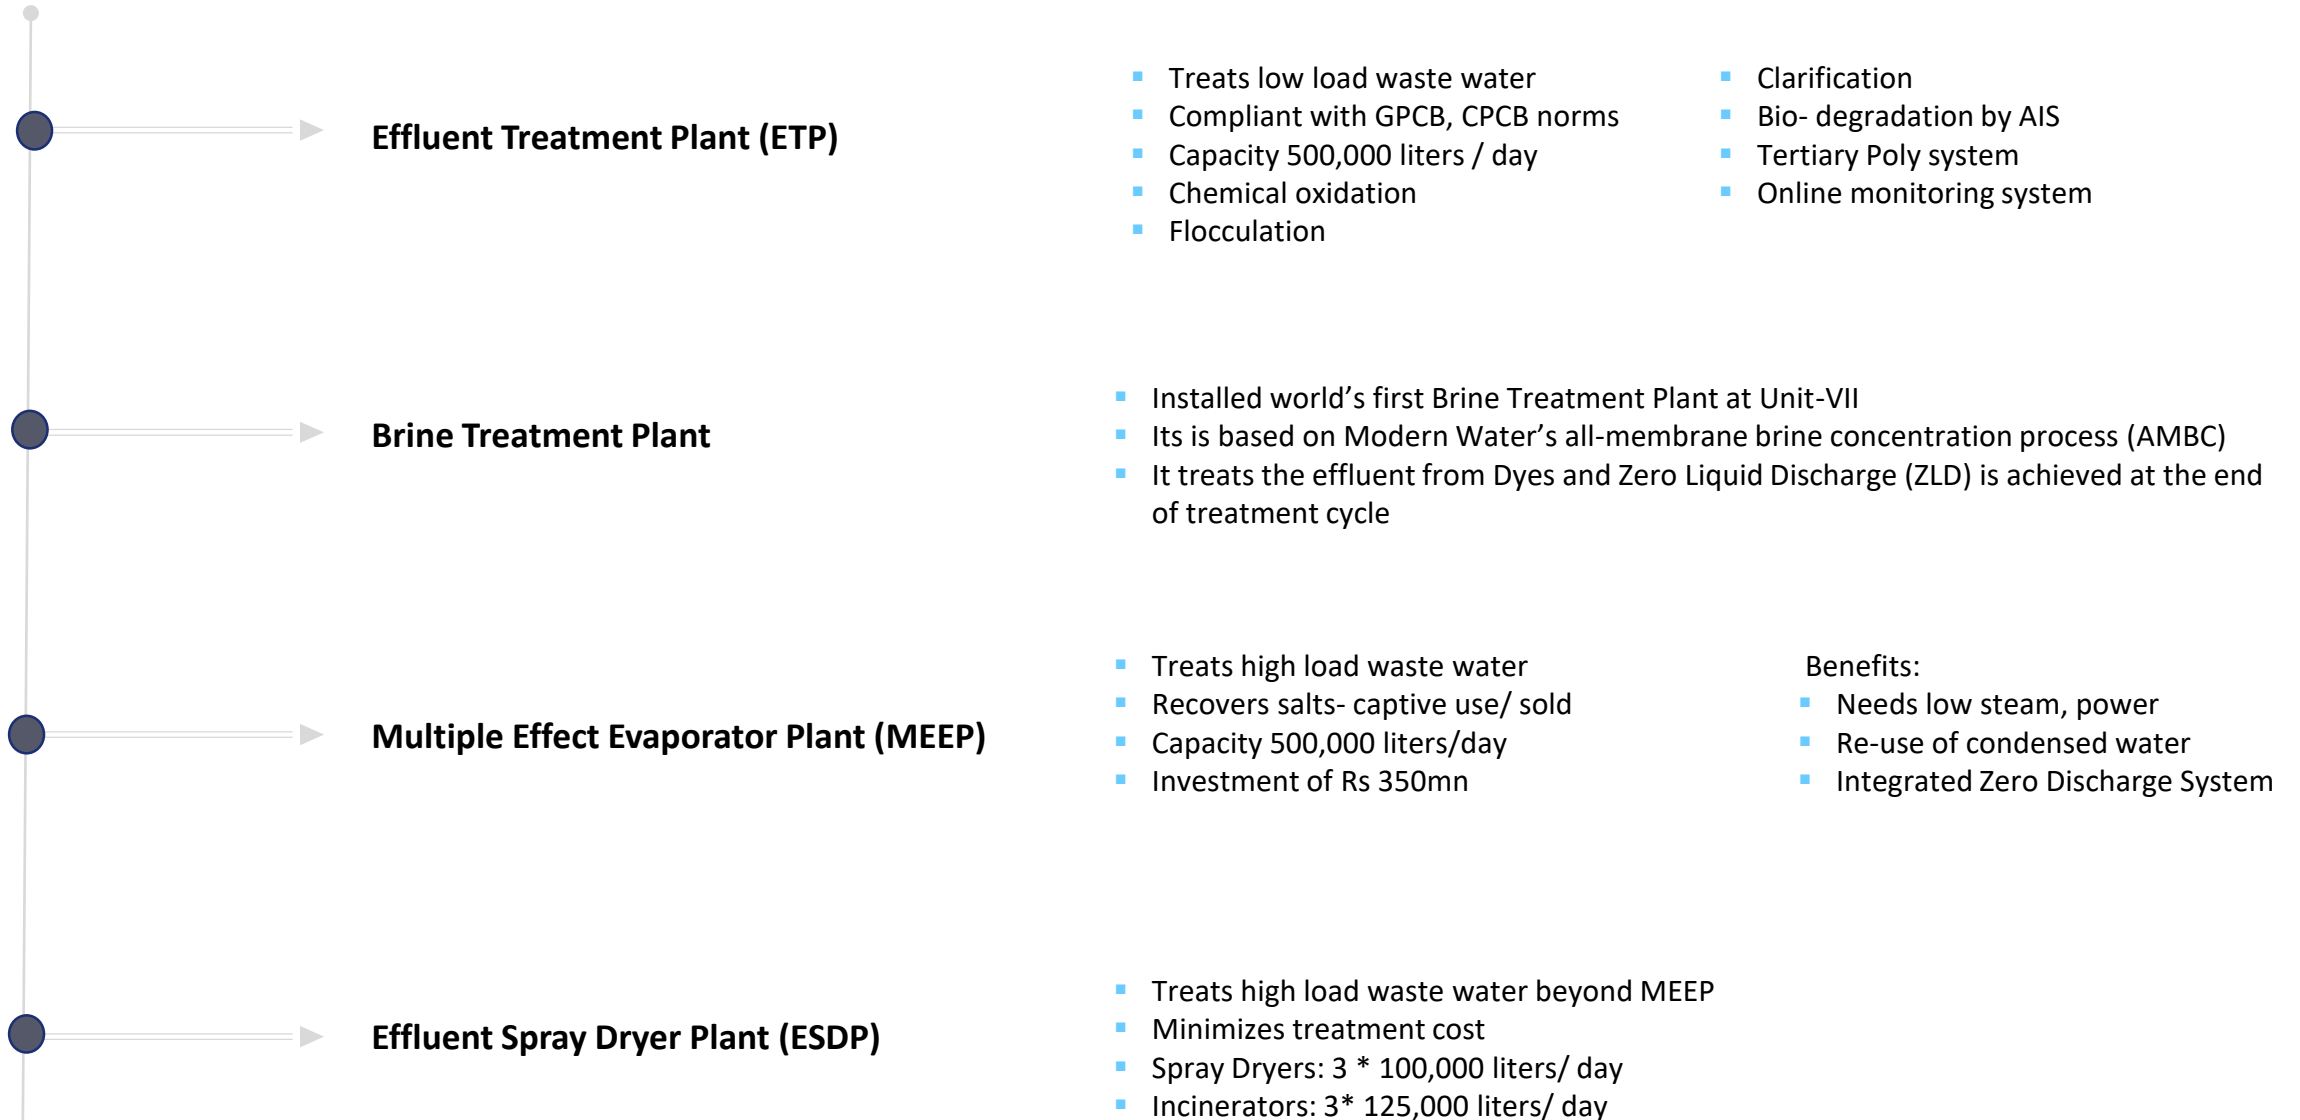 Effluent Treatment Plant (ETP)
Treats low load waste water
Compliant with GPCB, CPCB norms
Capacity 500,000 liters / day
Chemical oxidation
Flocculation
Clarification
Bio- degradation by AIS
Tertiary Poly system
Online monitoring system
Brine Treatment Plant
Installed world’s first Brine Treatment Plant at Unit-VII
Its is based on Modern Water’s all-membrane brine concentration process (AMBC)
It treats the effluent from Dyes and Zero Liquid Discharge (ZLD) is achieved at the end
of treatment cycle
Multiple Effect Evaporator Plant (MEEP)
Treats high load waste water
Recovers salts- captive use/ sold
Capacity 500,000 liters/day
Investment of Rs 350mn
Benefits:
Needs low steam, power
Re-use of condensed water
Integrated Zero Discharge System
Effluent Spray Dryer Plant (ESDP)
Treats high load waste water beyond MEEP
Minimizes treatment cost
Spray Dryers: 3 * 100,000 liters/ day
Incinerators: 3* 125,000 liters/ day